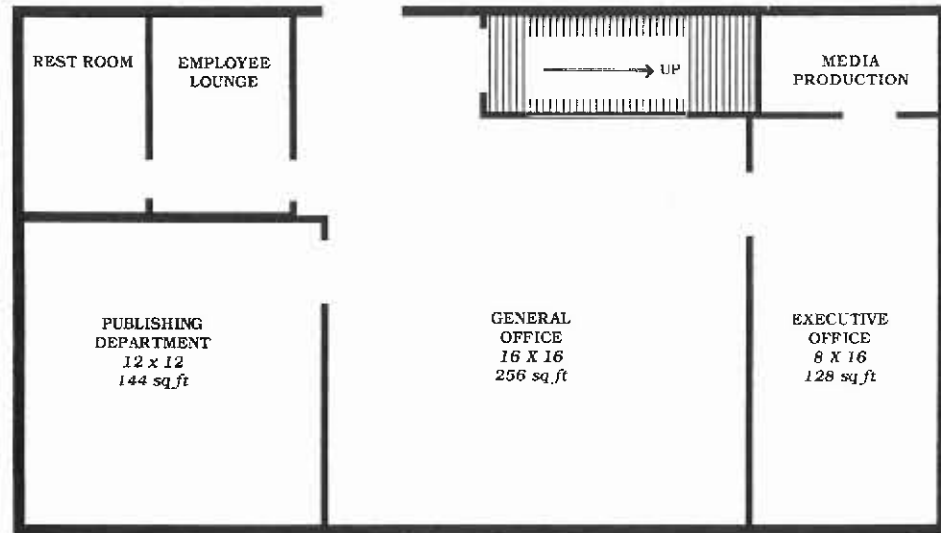 REST ROOM
EMPLOYEE
LOUNGE
UP
MEDIA
PRODUCTION
PUBLISHING
DEPARTMENT
12 x 12
144 sq ft
GENERAL
OFFICE
16 X 16
256 sq ft
EXECUTIVE
OFFICE
8 X 16
128 sq ft